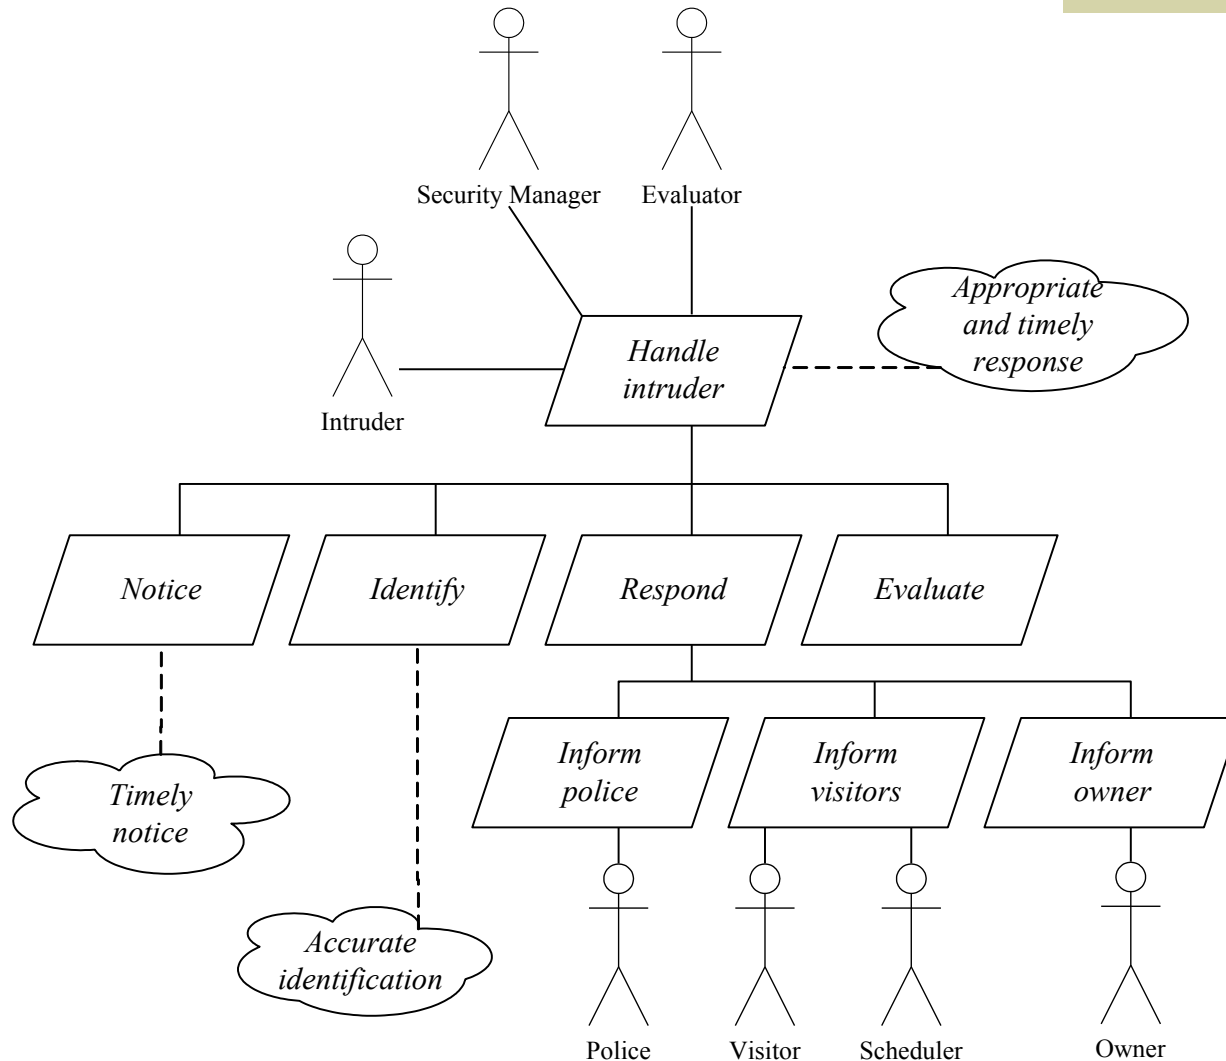 Security Manager
Evaluator
Intruder
Handle
intruder
Appropriate
and timely
response
Notice
Identify
Respond
Evaluate
Timely
notice
Accurate
identification
Inform
police
Inform
visitors
Inform
owner
Police
Visitor
Scheduler
Owner